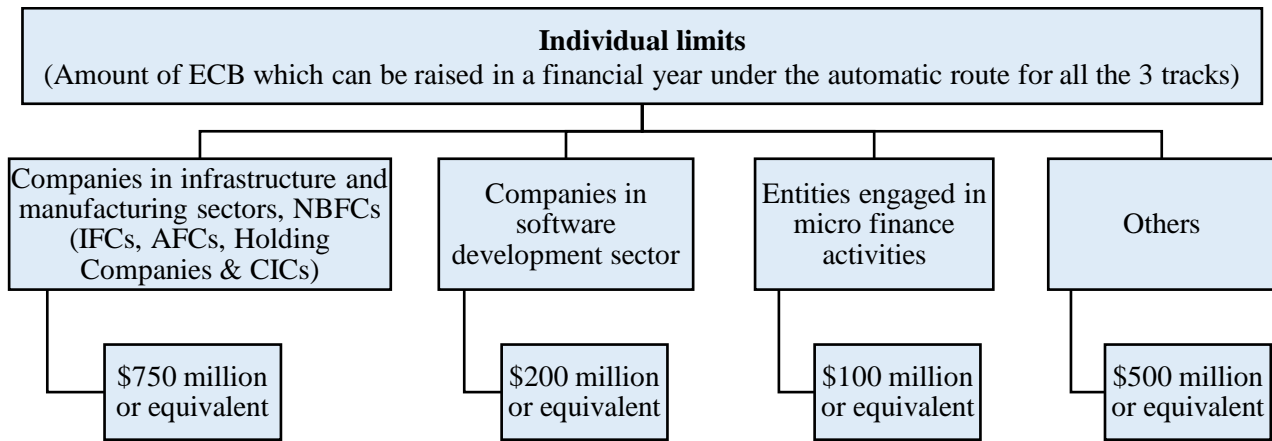 Individual limits
(Amount of ECB which can be raised in a financial year under the automatic route for all the 3 tracks)
Companies in infrastructure and
manufacturing sectors, NBFCs
(IFCs, AFCs, Holding
Companies & CICs)
Companies in
software
development sector
Entities engaged in
micro finance
activities
Others
$750 million
or equivalent
$200 million
or equivalent
$100 million
or equivalent
$500 million
or equivalent